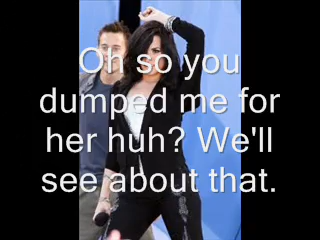 Oh so you
dumped me for
her huh? We'll
see about that.